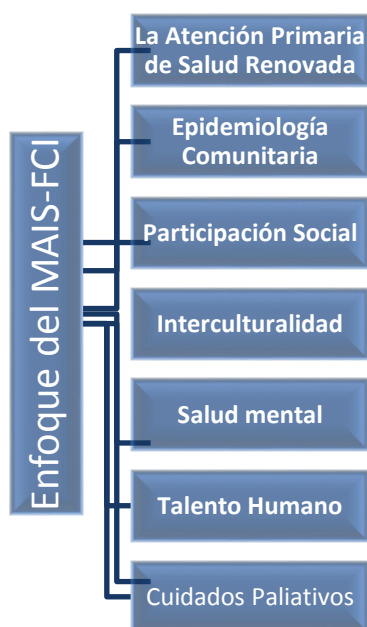 Enfoque del MAIS-FCI
La Atención Primaria
de Salud Renovada
Epidemiología
Comunitaria
Participación Social
Interculturalidad
Salud mental
Talento Humano
Cuidados Paliativos